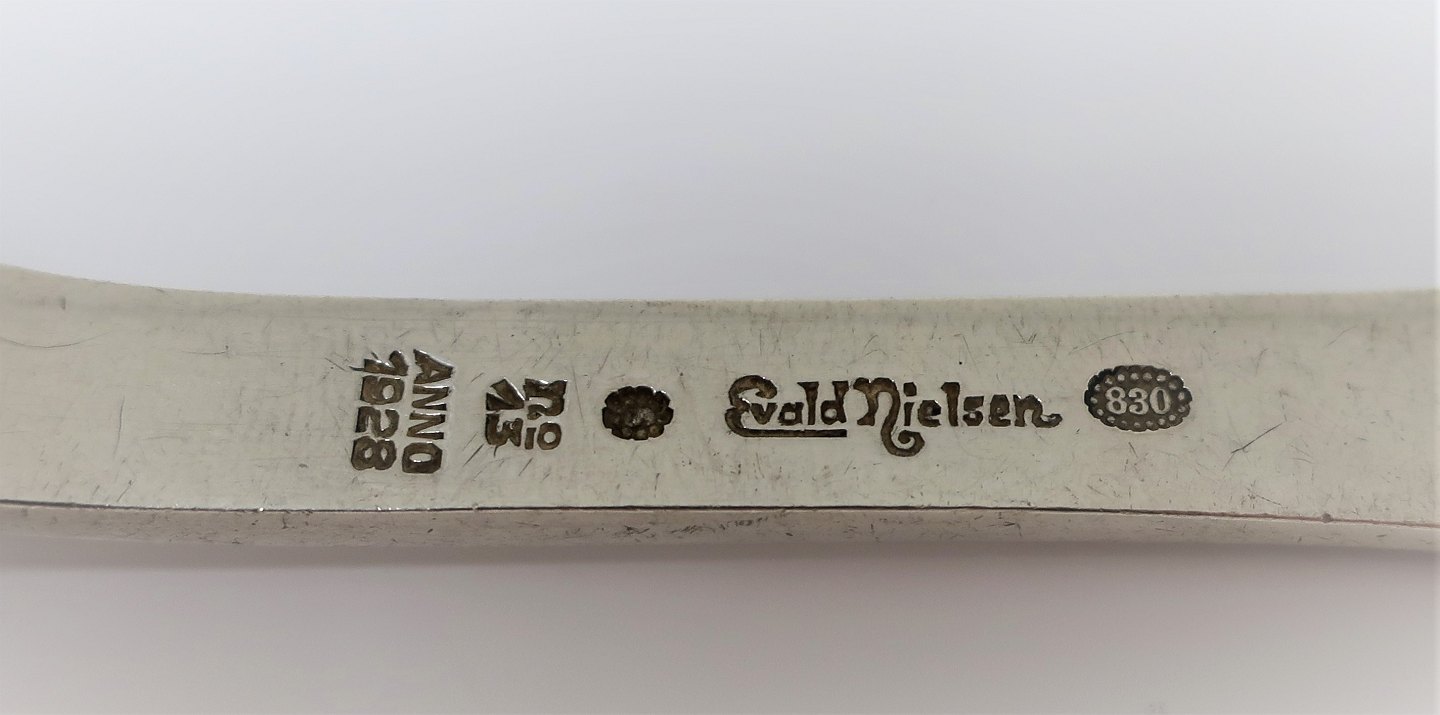 ANNO
1928
No
13
Evald Nielsen
830